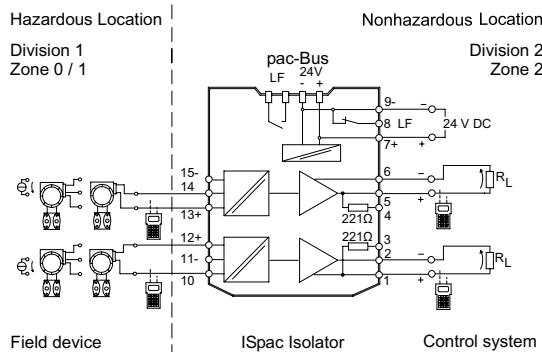 Hazardous Location
Nonhazardous Location
Division 1
Zone 0 / 1
Division 2
Zone 2
pac-Bus
LF 24V
- +
9-
8 LF
24 V DC
7+
− +
15-
14
13+
6
5
4
− +
221Ω
RL
12+
11-
10
221Ω
3
2
1
− +
RL
Field device
ISpac Isolator
Control system